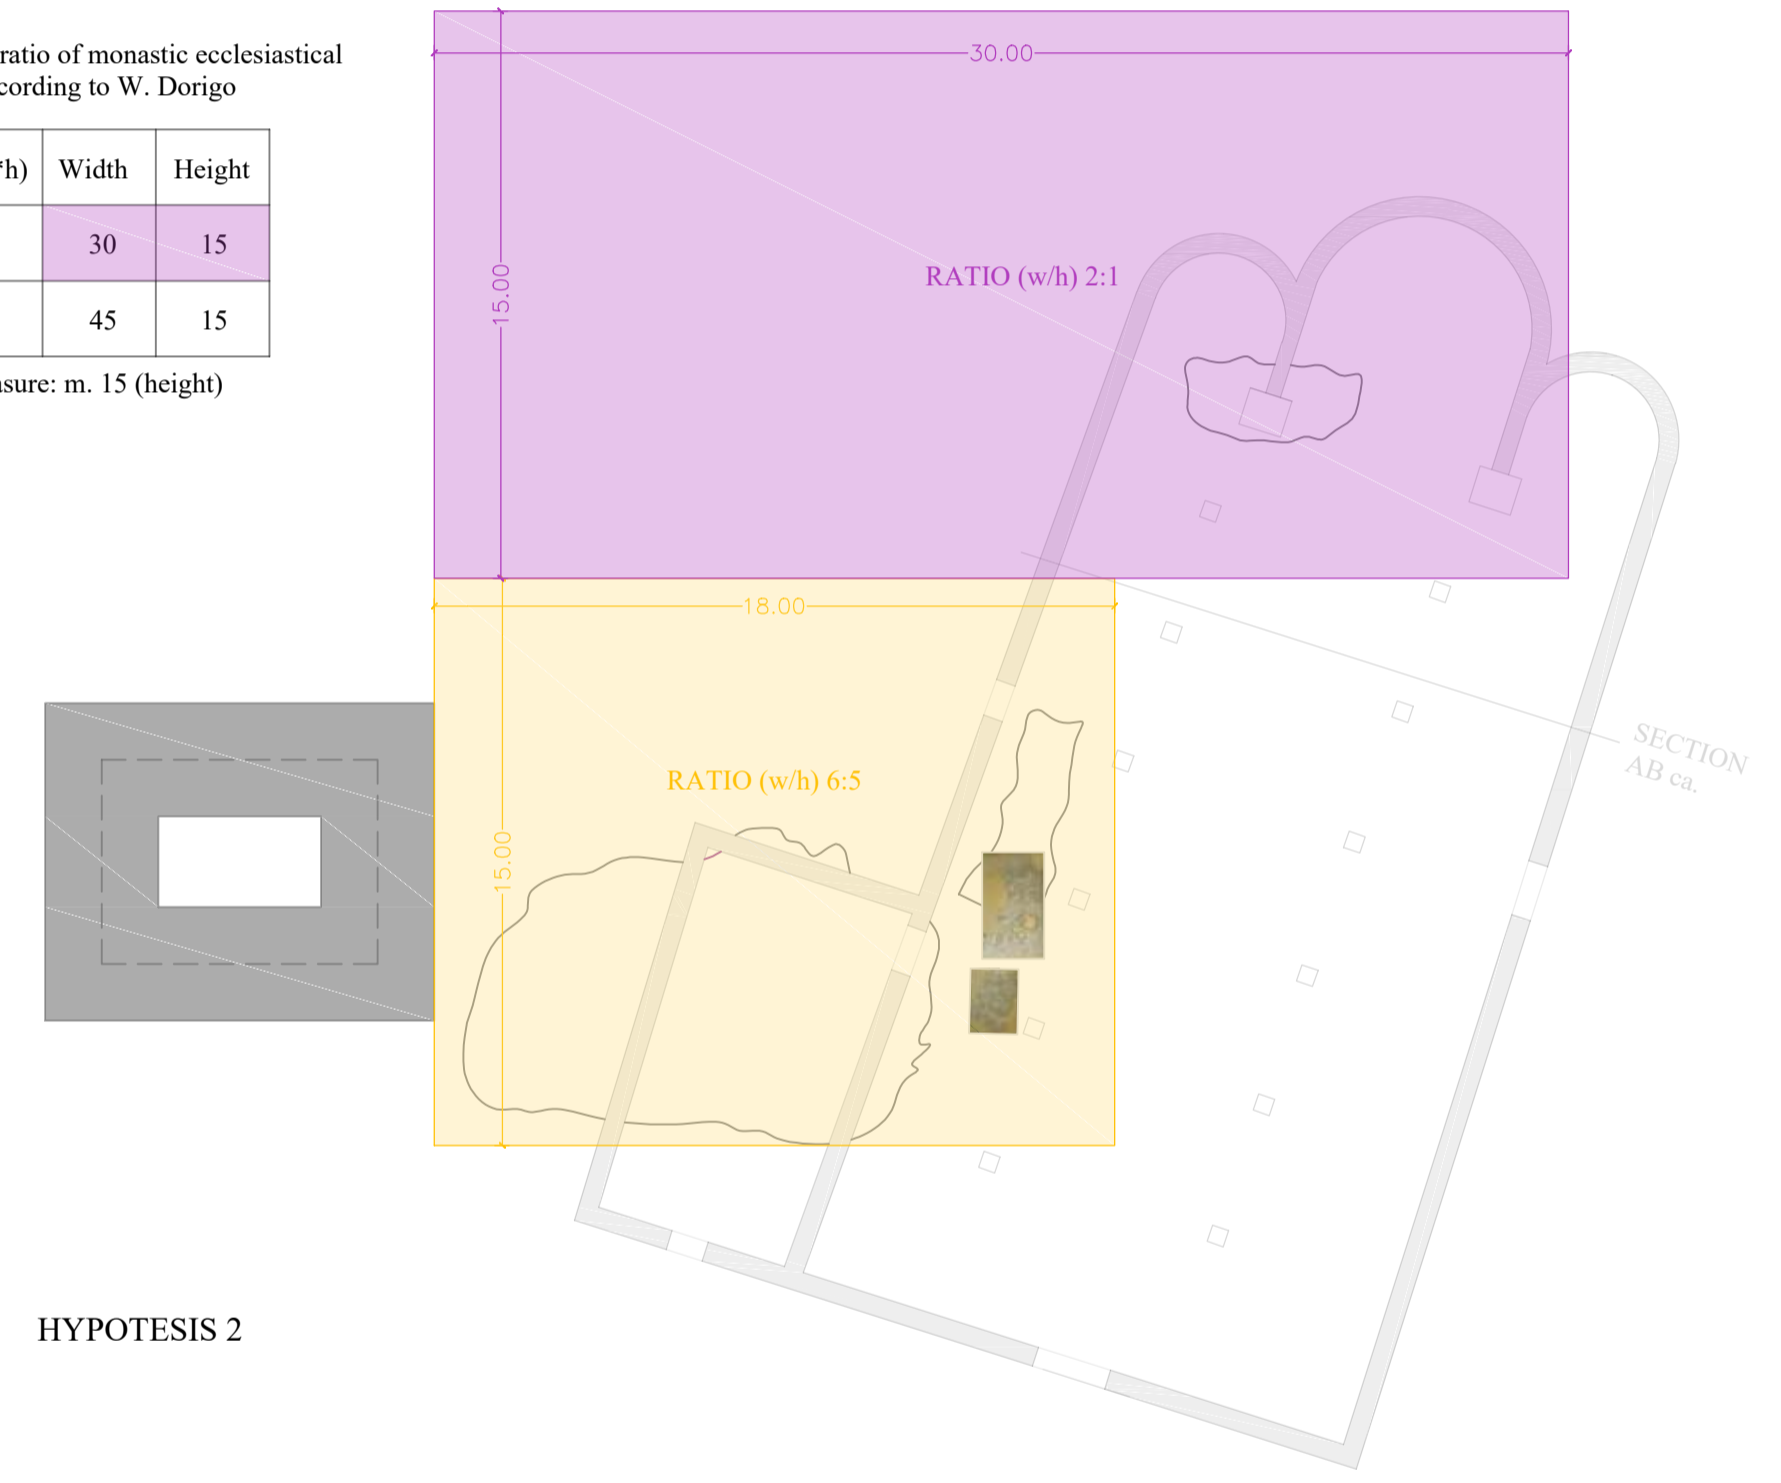 ratio of monastic ecclesiastical
cording to W. Dorigo
*h) Width Height
30 15
45 15
asure: m. 15 (height)
30.00
15.00
RATIO (w/h) 2:1
18.00
RATIO (w/h) 6:5
15.00
SECTION
AB ca.
HYPOTESIS 2